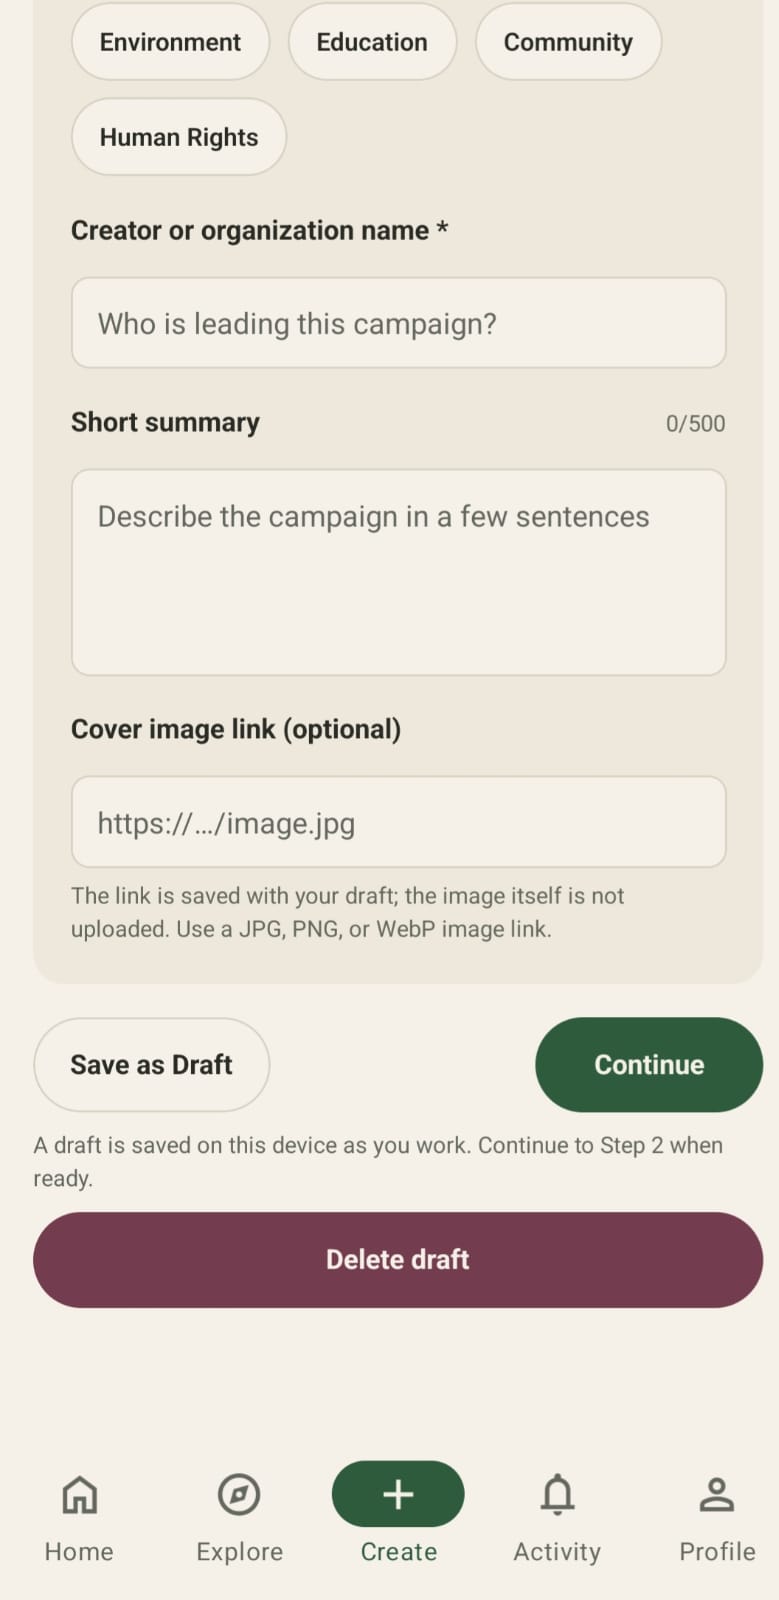 Environment
Education
Community
Human Rights
Creator or organization name *
Who is leading this campaign?
Short summary
0/500
Describe the campaign in a few sentences
Cover image link (optional)
https://.../image.jpg
The link is saved with your draft; the image itself is not
uploaded. Use a JPG, PNG, or WebP image link.
Save as Draft
Continue
A draft is saved on this device as you work. Continue to Step 2 when
ready.
Delete draft
Home
Explore
Create
Activity
Profile